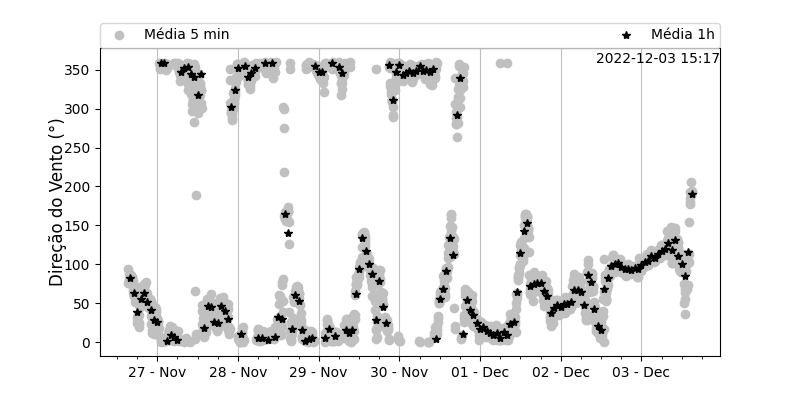 Média 5 min
Média 1h
2022-12-03 15:17
Direção do Vento (°)
350
300
250
200
150
100
50
0
27 - Nov
28 - Nov
29 - Nov
30 - Nov
01 - Dec
02 - Dec
03 - Dec